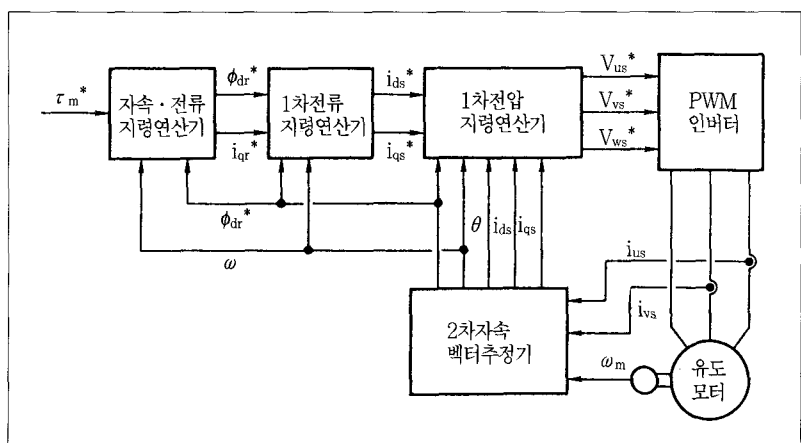 τm*
자속·전류
지령연산기
ϕdr*
iqr*
1차전류
지령연산기
ids*
iqs*
1차전압
지령연산기
Vus*
Vvs*
Vws*
PWM
인버터
ϕdr*
ω
θ
ids
iqs
ius
ivs
2차자속
벡터추정기
ωm
유도
모터